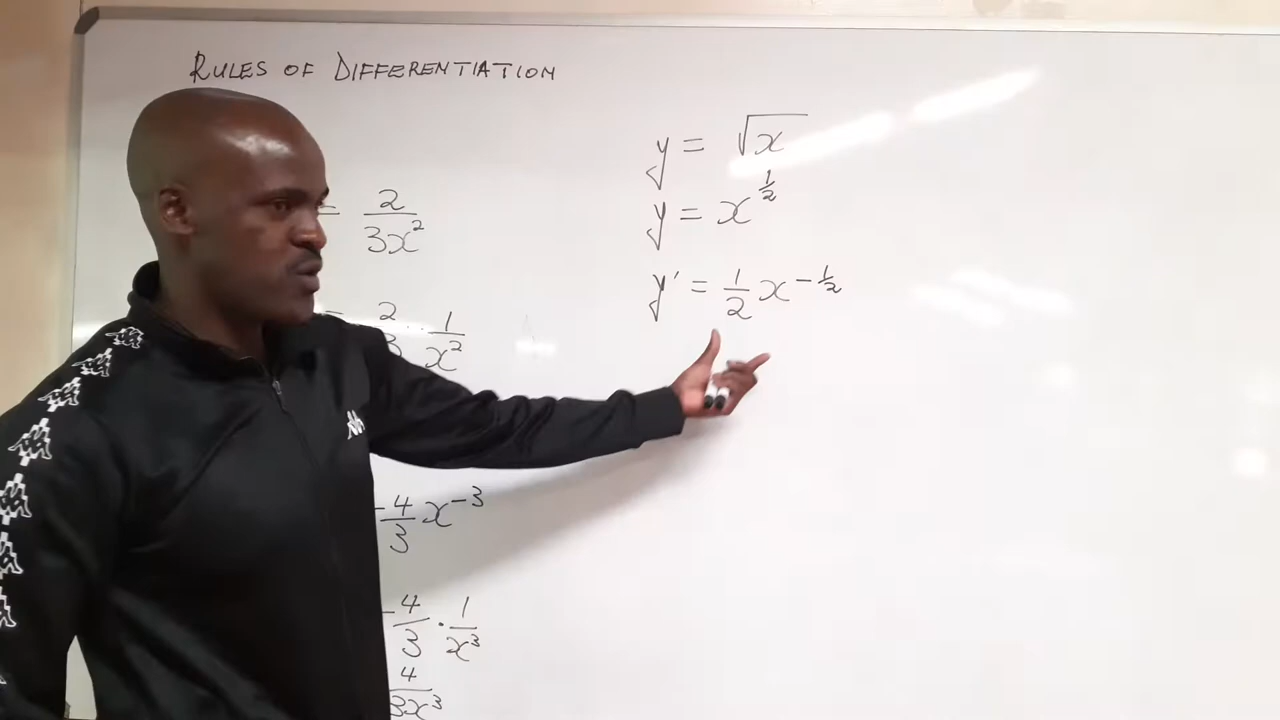 RULES OF DIFFERENTIATION
= 2/3x²
= 2/3 · 1/x²
-4/3 x⁻³
-4/3 · 1/x³
4/3x³
y = √x
y = x^½
y' = ½x^-½